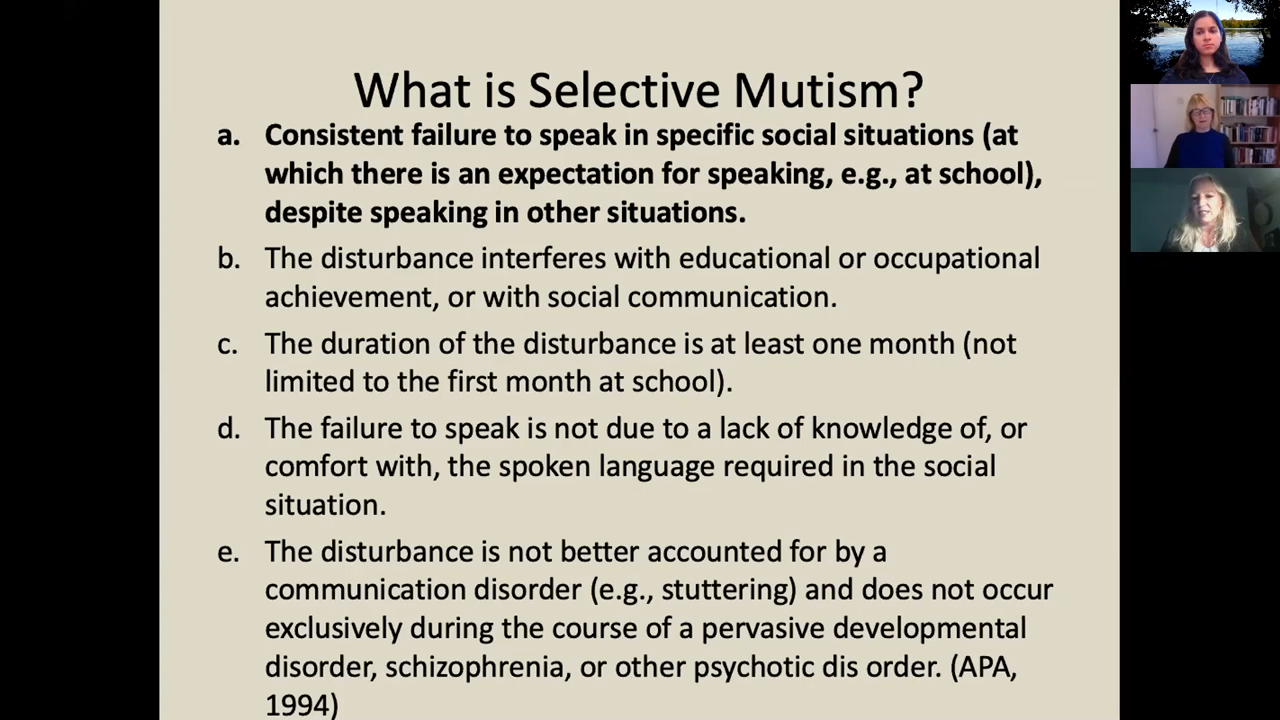 What is Selective Mutism?
a. Consistent failure to speak in specific social situations (at
which there is an expectation for speaking, e.g., at school),
despite speaking in other situations.
b. The disturbance interferes with educational or occupational
achievement, or with social communication.
c. The duration of the disturbance is at least one month (not
limited to the first month at school).
d. The failure to speak is not due to a lack of knowledge of, or
comfort with, the spoken language required in the social
situation.
e. The disturbance is not better accounted for by a
communication disorder (e.g., stuttering) and does not occur
exclusively during the course of a pervasive developmental
disorder, schizophrenia, or other psychotic dis order. (APA,
1994)